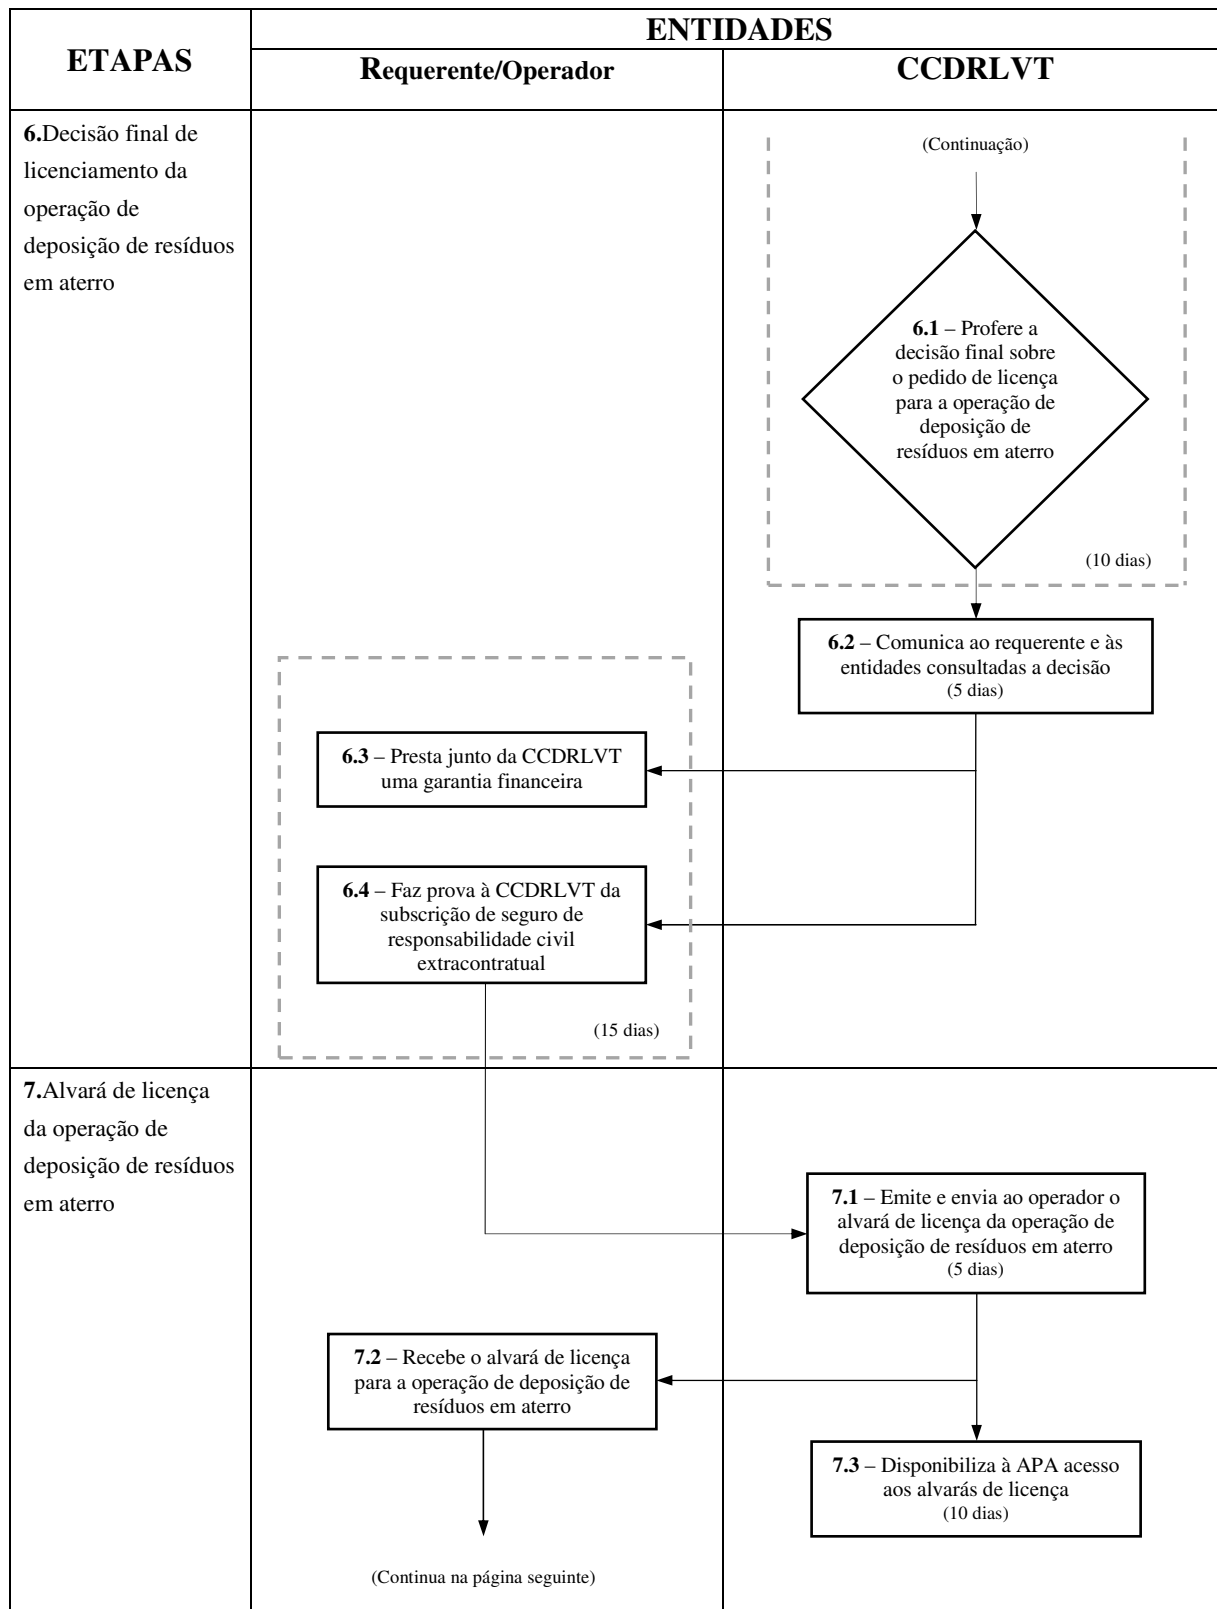 ETAPAS
ENTIDADES
Requerente/Operador
CCDRLVT
6.Decisão final de
licenciamento da
operação de
deposição de resíduos
em aterro
(Continuação)
6.1 – Profere a
decisão final sobre
o pedido de licença
para a operação de
deposição de
resíduos em aterro
(10 dias)
6.2 – Comunica ao requerente e às
entidades consultadas a decisão
(5 dias)
6.3 – Presta junto da CCDRLVT
uma garantia financeira
6.4 – Faz prova à CCDRLVT da
subscrição de seguro de
responsabilidade civil
extracontratual
(15 dias)
7.Alvará de licença
da operação de
deposição de resíduos
em aterro
7.1 – Emite e envia ao operador o
alvará de licença da operação de
deposição de resíduos em aterro
(5 dias)
7.2 – Recebe o alvará de licença
para a operação de deposição de
resíduos em aterro
7.3 – Disponibiliza à APA acesso
aos alvarás de licença
(10 dias)
(Continua na página seguinte)